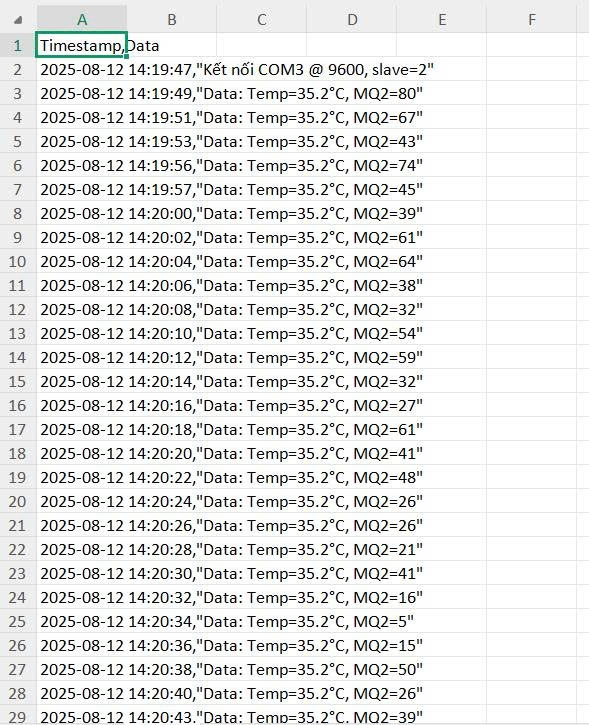 A B C D E F
1 Timestamp,Data
2 2025-08-12 14:19:47,"Kết nối COM3 @ 9600, slave=2"
3 2025-08-12 14:19:49,"Data: Temp=35.2°C, MQ2=80"
4 2025-08-12 14:19:51,"Data: Temp=35.2°C, MQ2=67"
5 2025-08-12 14:19:53,"Data: Temp=35.2°C, MQ2=43"
6 2025-08-12 14:19:56,"Data: Temp=35.2°C, MQ2=74"
7 2025-08-12 14:19:57,"Data: Temp=35.2°C, MQ2=45"
8 2025-08-12 14:20:00,"Data: Temp=35.2°C, MQ2=39"
9 2025-08-12 14:20:02,"Data: Temp=35.2°C, MQ2=61"
10 2025-08-12 14:20:04,"Data: Temp=35.2°C, MQ2=64"
11 2025-08-12 14:20:06,"Data: Temp=35.2°C, MQ2=38"
12 2025-08-12 14:20:08,"Data: Temp=35.2°C, MQ2=32"
13 2025-08-12 14:20:10,"Data: Temp=35.2°C, MQ2=54"
14 2025-08-12 14:20:12,"Data: Temp=35.2°C, MQ2=59"
15 2025-08-12 14:20:14,"Data: Temp=35.2°C, MQ2=32"
16 2025-08-12 14:20:16,"Data: Temp=35.2°C, MQ2=27"
17 2025-08-12 14:20:18,"Data: Temp=35.2°C, MQ2=61"
18 2025-08-12 14:20:20,"Data: Temp=35.2°C, MQ2=41"
19 2025-08-12 14:20:22,"Data: Temp=35.2°C, MQ2=48"
20 2025-08-12 14:20:24,"Data: Temp=35.2°C, MQ2=26"
21 2025-08-12 14:20:26,"Data: Temp=35.2°C, MQ2=26"
22 2025-08-12 14:20:28,"Data: Temp=35.2°C, MQ2=21"
23 2025-08-12 14:20:30,"Data: Temp=35.2°C, MQ2=41"
24 2025-08-12 14:20:32,"Data: Temp=35.2°C, MQ2=16"
25 2025-08-12 14:20:34,"Data: Temp=35.2°C, MQ2=5"
26 2025-08-12 14:20:36,"Data: Temp=35.2°C, MQ2=15"
27 2025-08-12 14:20:38,"Data: Temp=35.2°C, MQ2=50"
28 2025-08-12 14:20:40,"Data: Temp=35.2°C, MQ2=26"
29 2025-08-12 14:20:43,"Data: Temp=35.2°C, MQ2=39"